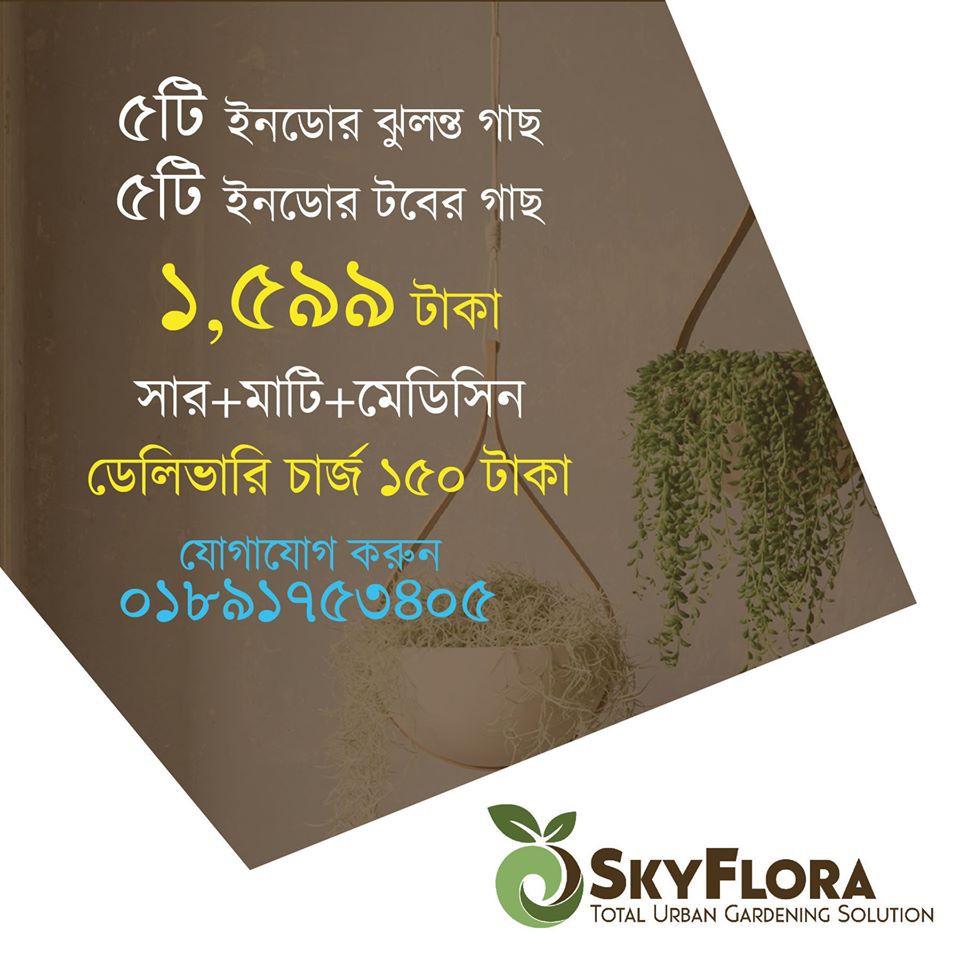 ৫টি ইনডোর ঝুলন্ত গাছ
৫টি ইনডোর টবের গাছ
১,৫৯৯ টাকা
সার+মাটি+মেডিসিন
ডেলিভারি চার্জ ১৫০ টাকা
যোগাযোগ করুন
০১৮৯১৭৫৩৪০৫
SKYFLORA
TOTAL URBAN GARDENING SOLUTION